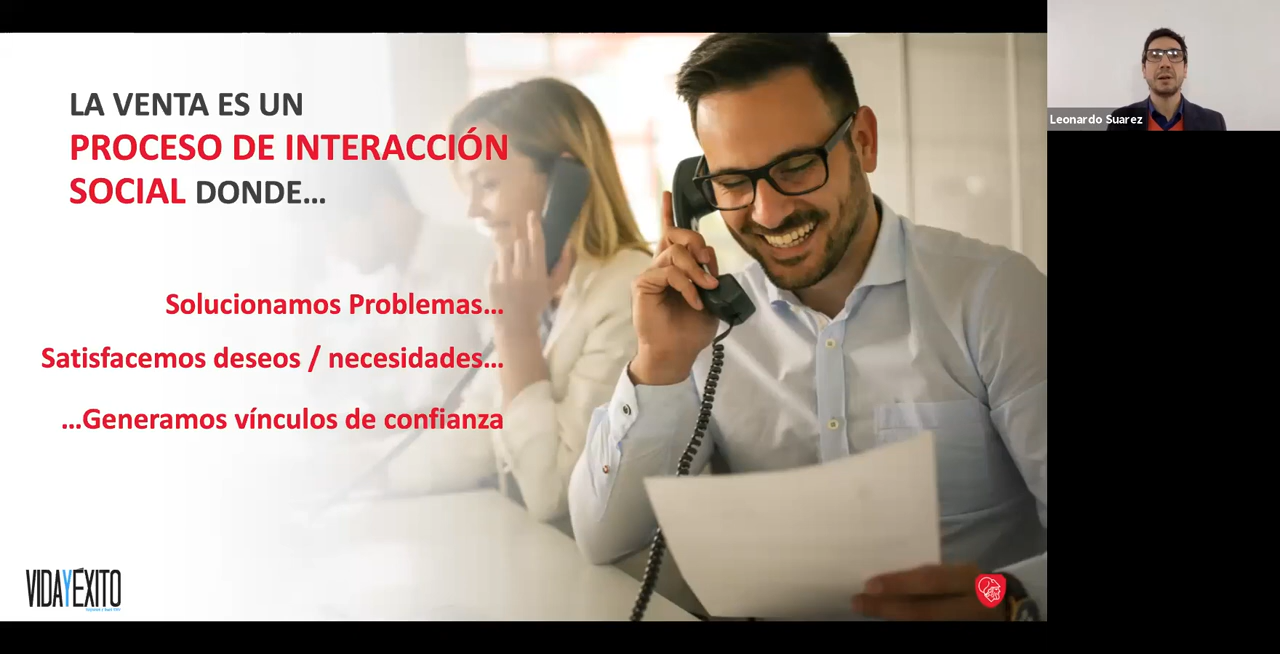 LA VENTA ES UN
PROCESO DE INTERACCIÓN
SOCIAL DONDE...
Solucionamos Problemas...
Satisfacemos deseos / necesidades...
...Generamos vínculos de confianza
VIDAYÉXITO
Leonardo Suarez